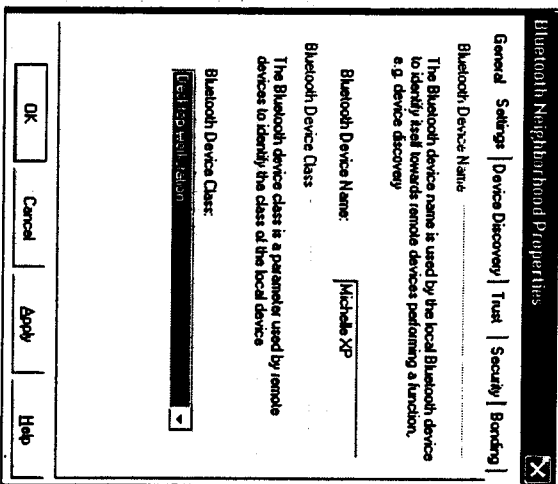 Bluetooth Neighborhood Properties
General Settings Device Discovery Trust Security Bonding
Bluetooth Device Name
The Bluetooth device name is used by the local Bluetooth device
to identify itself towards remote devices performing a function,
e.g. device discovery
Bluetooth Device Name: Michelle XP
Bluetooth Device Class
The Bluetooth device class is a parameter used by remote
devices to identify the class of the local device
Bluetooth Device Class:
OK Cancel Apply Help